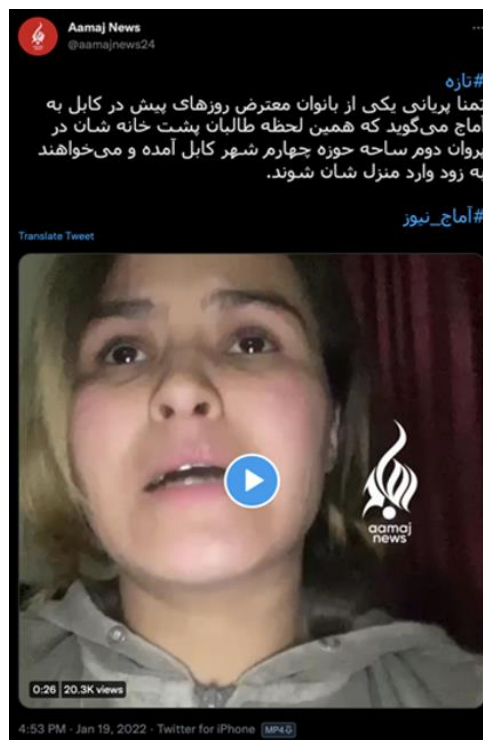 Aamaj News
@aamajnews24
#تازه
تمنا پریانی یکی از بانوان معترض روزهای پیش در کابل به
آماج می‌گوید که همین لحظه طالبان پشت خانه شان در
پروان دوم ساحه حوزه چهارم شهر کابل آمده و می‌خواهند
به زود وارد منزل شان شوند.
#آماج_نیوز
Translate Tweet
aamaj
news
0:26 20.3K views
4:53 PM · Jan 19, 2022 · Twitter for iPhone MP4